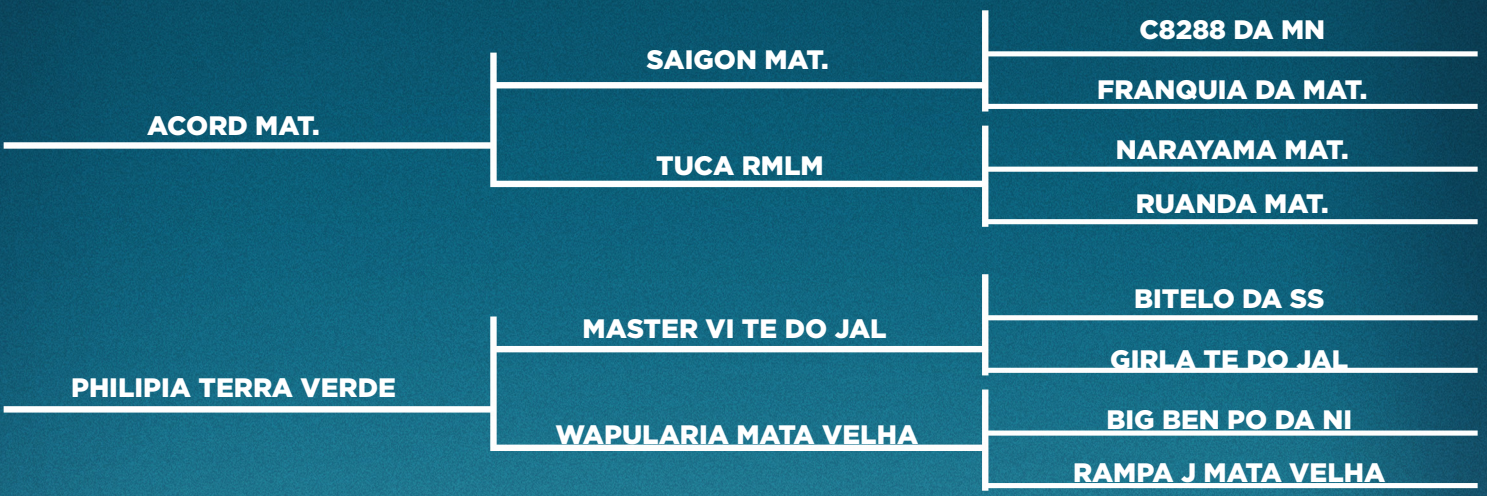 C8288 DA MN
SAIGON MAT.
FRANQUIA DA MAT.
ACORD MAT.
NARAYAMA MAT.
TUCA RMLM
RUANDA MAT.
BITELO DA SS
MASTER VI TE DO JAL
GIRLA TE DO JAL
PHILIPIA TERRA VERDE
BIG BEN PO DA NI
WAPULARIA MATA VELHA
RAMPA J MATA VELHA